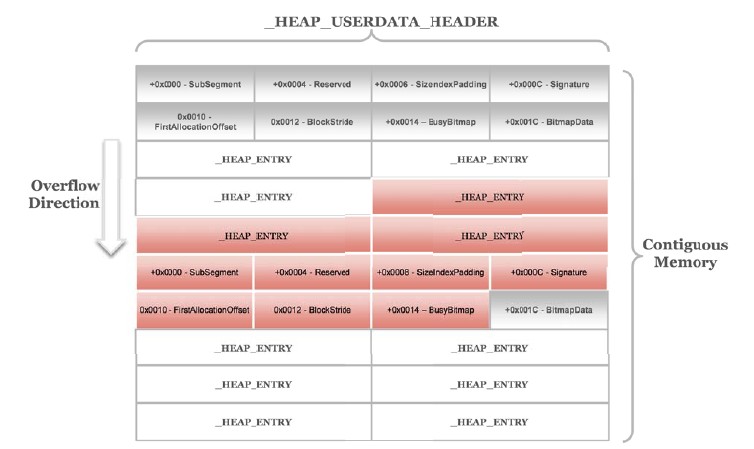 _HEAP_USERDATA_HEADER
+0x0000 - SubSegment
+0x0004 - Reserved
+0x0006 - SizeIndexPadding
+0x000C - Signature
0x0010 -
FirstAllocationOffset
0x0012 - BlockStride
+0x0014 – BusyBitmap
+0x001C - BitmapData
_HEAP_ENTRY
_HEAP_ENTRY
Overflow
Direction
_HEAP_ENTRY
_HEAP_ENTRY
_HEAP_ENTRY
_HEAP_ENTRY
Contiguous
Memory
+0x0000 - SubSegment
+0x0004 - Reserved
+0x0006 - SizeIndexPadding
+0x000C - Signature
0x0010 - FirstAllocationOffset
0x0012 - BlockStride
+0x0014 – BusyBitmap
+0x001C - BitmapData
_HEAP_ENTRY
_HEAP_ENTRY
_HEAP_ENTRY
_HEAP_ENTRY
_HEAP_ENTRY
_HEAP_ENTRY